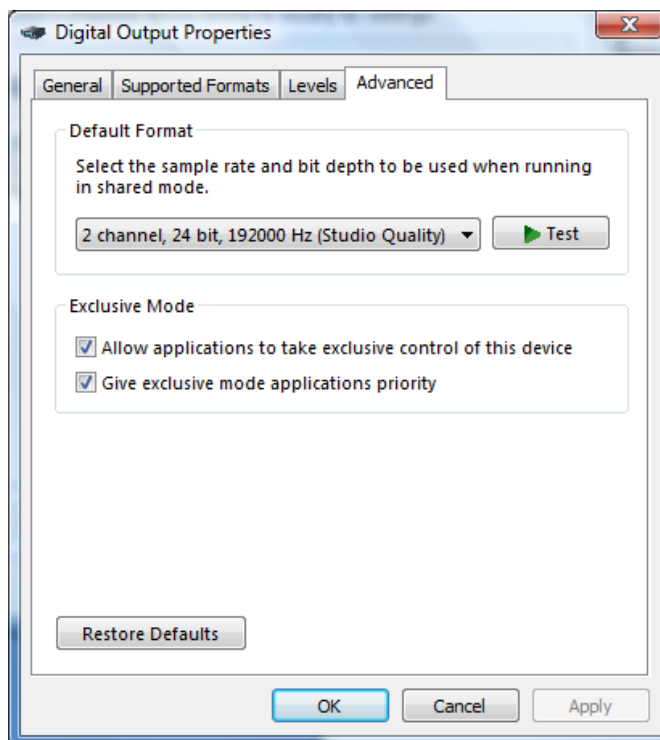 Digital Output Properties
General Supported Formats Levels Advanced
Default Format
Select the sample rate and bit depth to be used when running
in shared mode.
2 channel, 24 bit, 192000 Hz (Studio Quality) Test
Exclusive Mode
Allow applications to take exclusive control of this device
Give exclusive mode applications priority
Restore Defaults
OK Cancel Apply